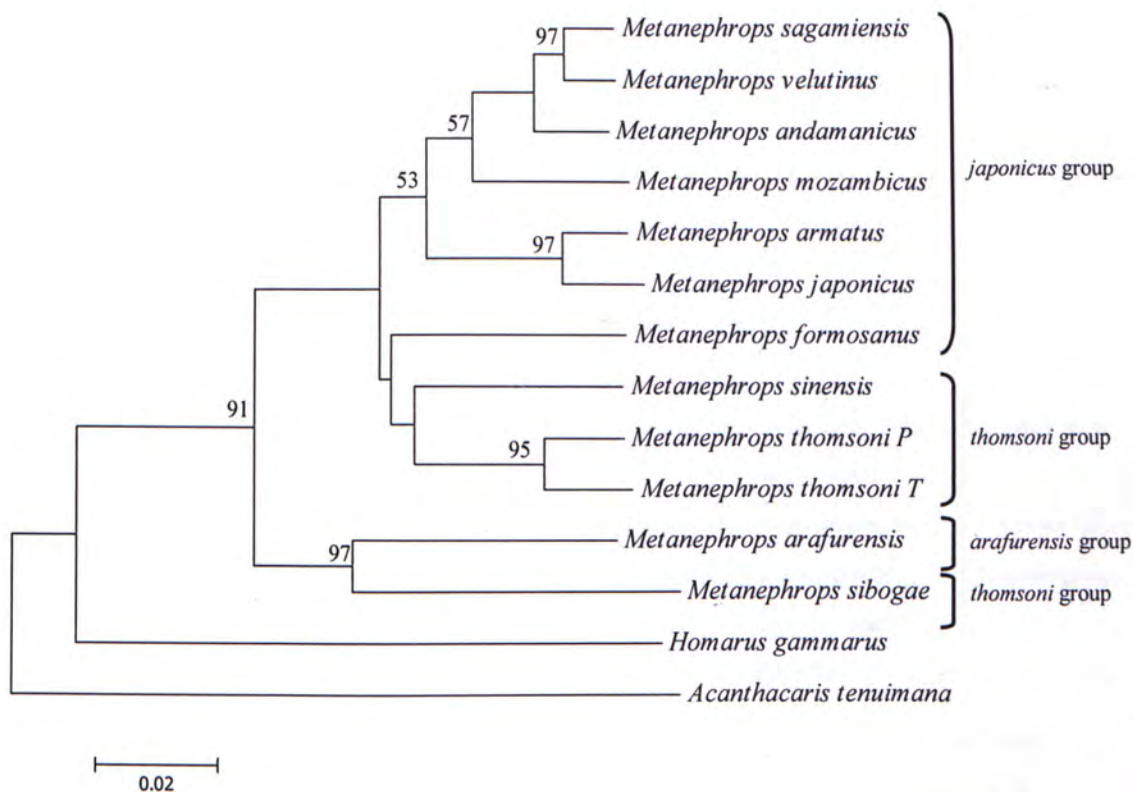 97
Metanephrops sagamiensis
Metanephrops velutinus
57
Metanephrops andamanicus
japonicus group
53
Metanephrops mozambicus
97
Metanephrops armatus
Metanephrops japonicus
Metanephrops formosanus
91
Metanephrops sinensis
95
Metanephrops thomsoni P
thomsoni group
Metanephrops thomsoni T
97
Metanephrops arafurensis
arafurensis group
Metanephrops sibogae
thomsoni group
Homarus gammarus
Acanthacaris tenuimana
0.02